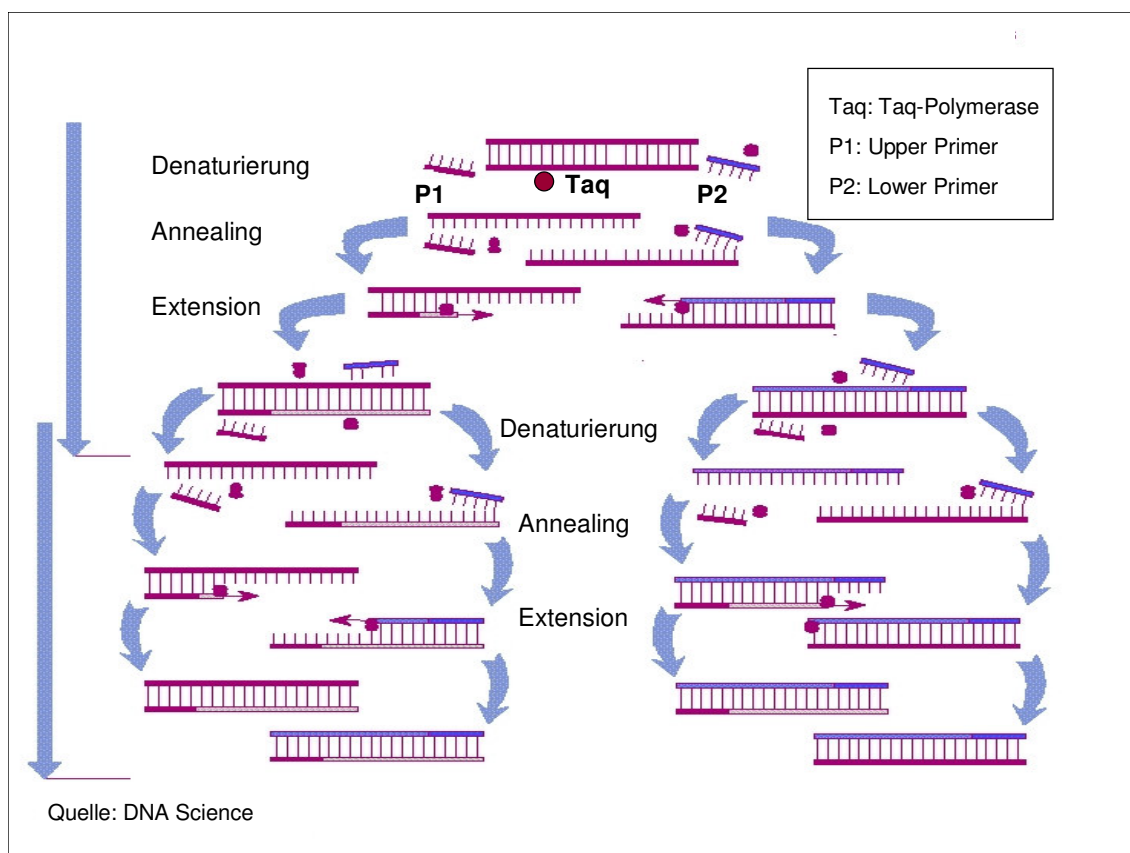 Taq: Taq-Polymerase
P1: Upper Primer
P2: Lower Primer
Denaturierung
P1
Taq
P2
Annealing
Extension
Denaturierung
Annealing
Extension
Quelle: DNA Science